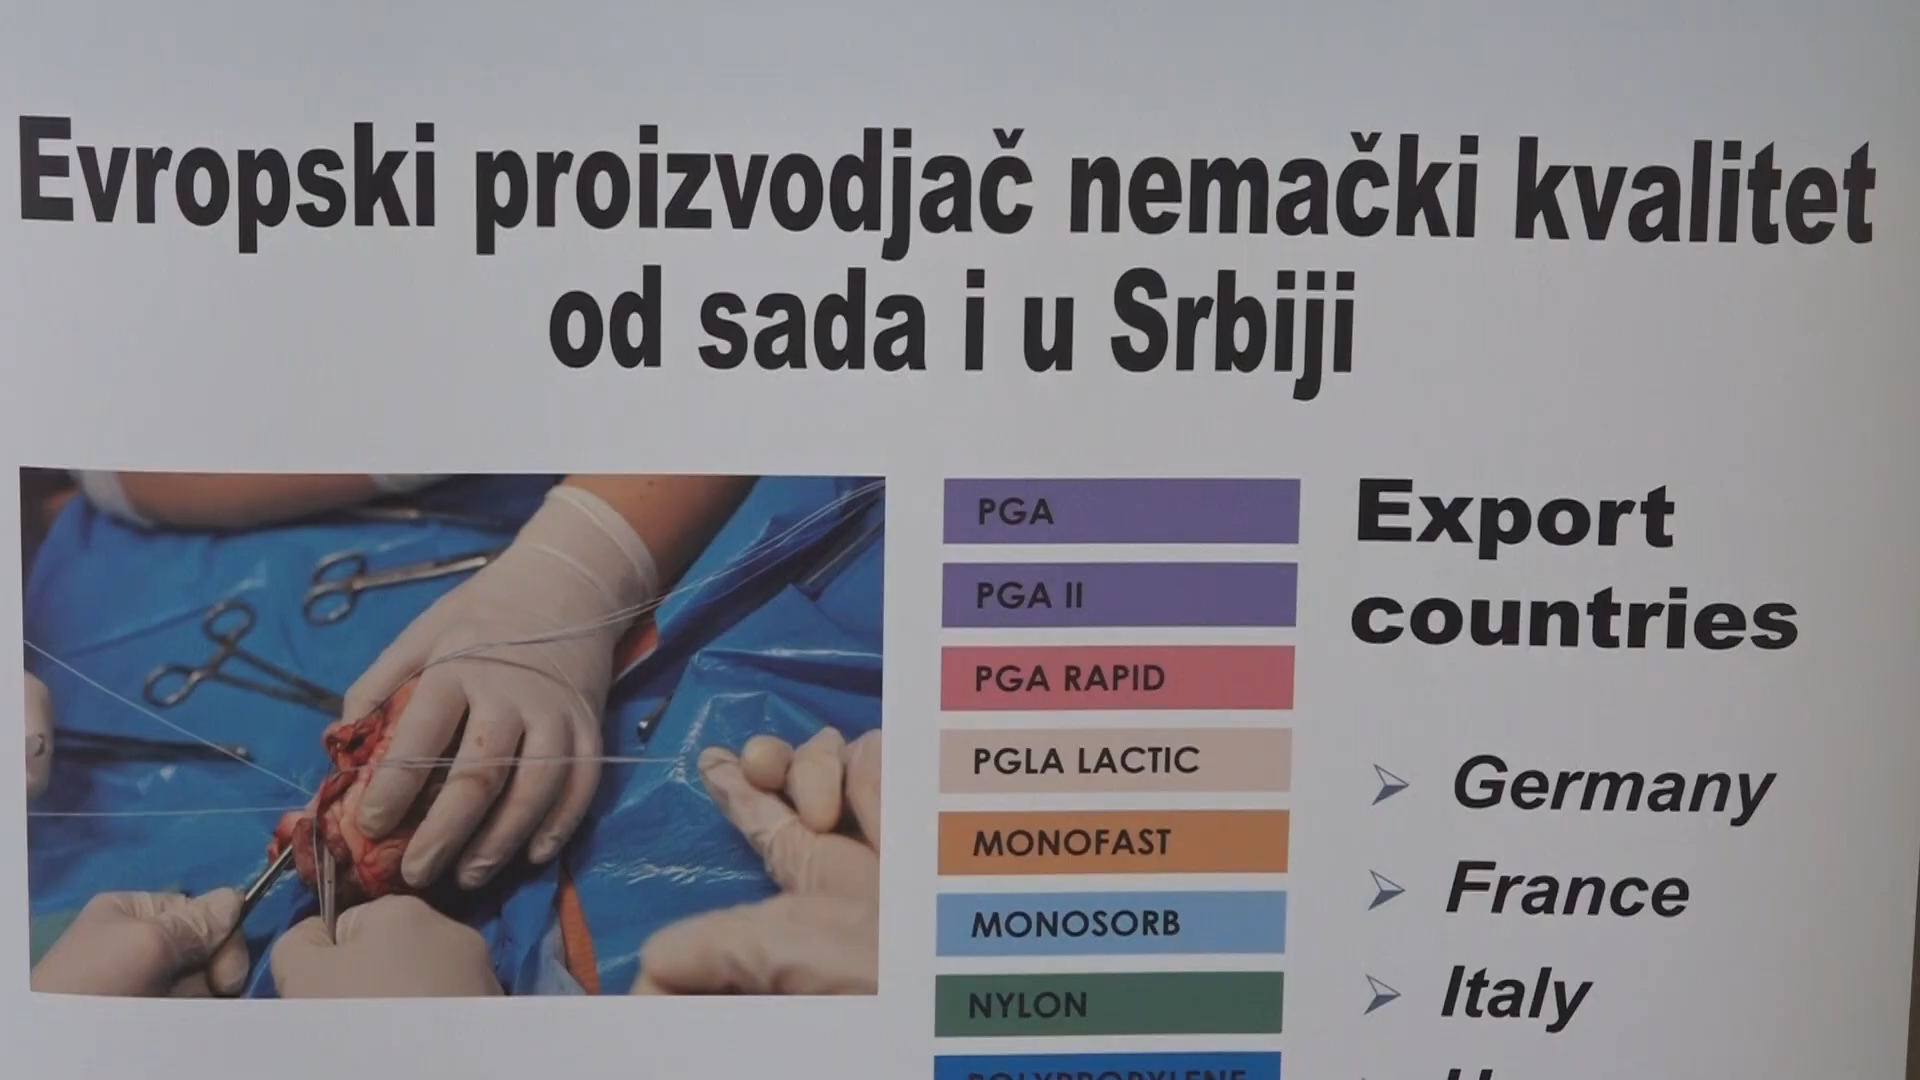 Evropski proizvodjač nemački kvalitet
od sada i u Srbiji
PGA
PGA II
PGA RAPID
PGLA LACTIC
MONOFAST
MONOSORB
NYLON
POLYPROPYLENE
Export
countries
Germany
France
Italy